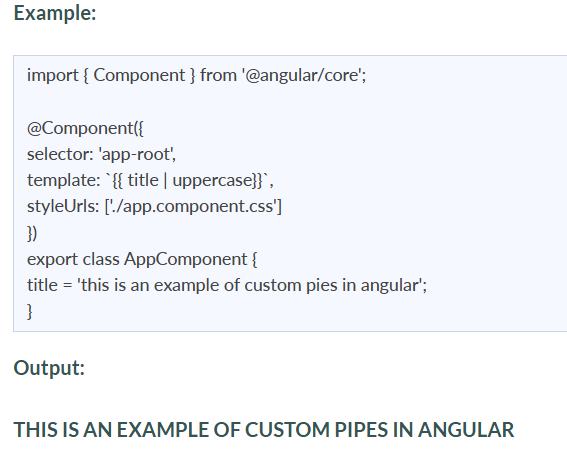 Example:
import { Component } from '@angular/core';
@Component({
selector: 'app-root',
template: `{{ title | uppercase}}`,
styleUrls: ['./app.component.css']
})
export class AppComponent {
title = 'this is an example of custom pies in angular';
}
Output:
THIS IS AN EXAMPLE OF CUSTOM PIPES IN ANGULAR